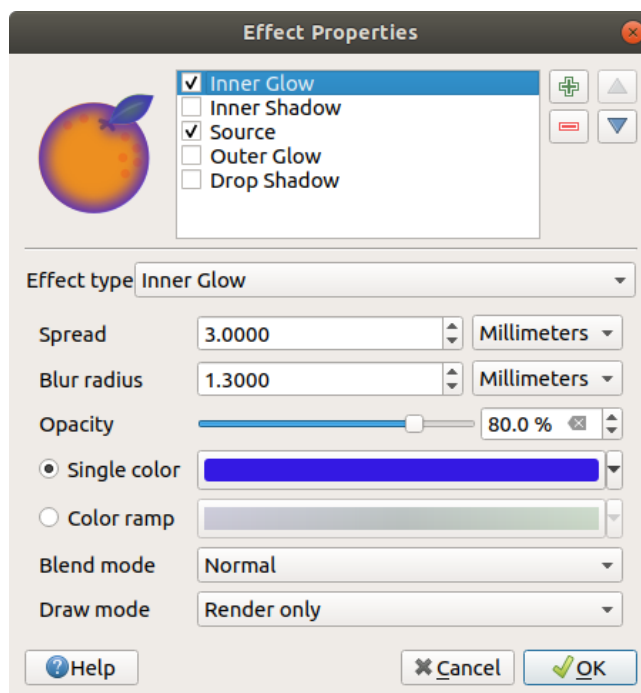 Effect Properties
Inner Glow
Inner Shadow
Source
Outer Glow
Drop Shadow
Effect type Inner Glow
Spread 3.0000 Millimeters
Blur radius 1.3000 Millimeters
Opacity 80.0 %
Single color
Color ramp
Blend mode Normal
Draw mode Render only
Help Cancel OK